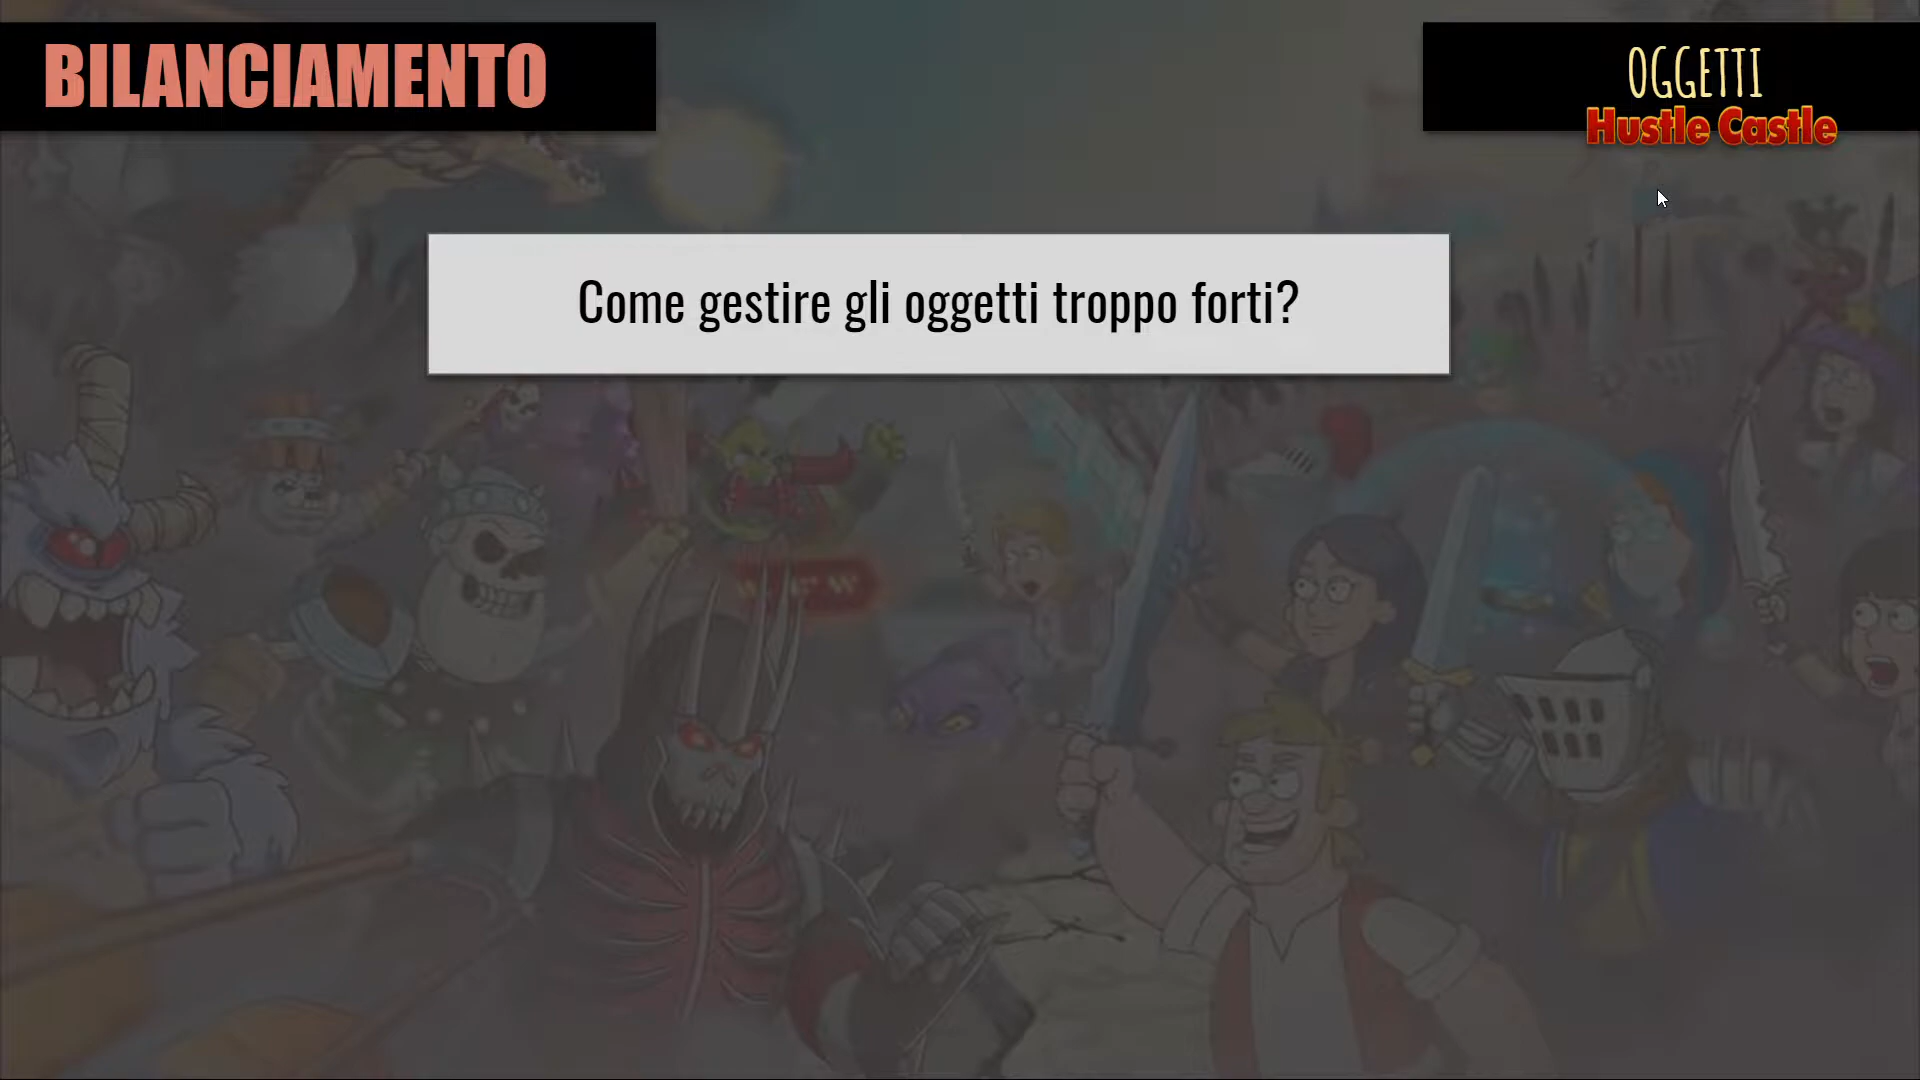 BILANCIAMENTO
OGGETTI
Hustle Castle
Come gestire gli oggetti troppo forti?